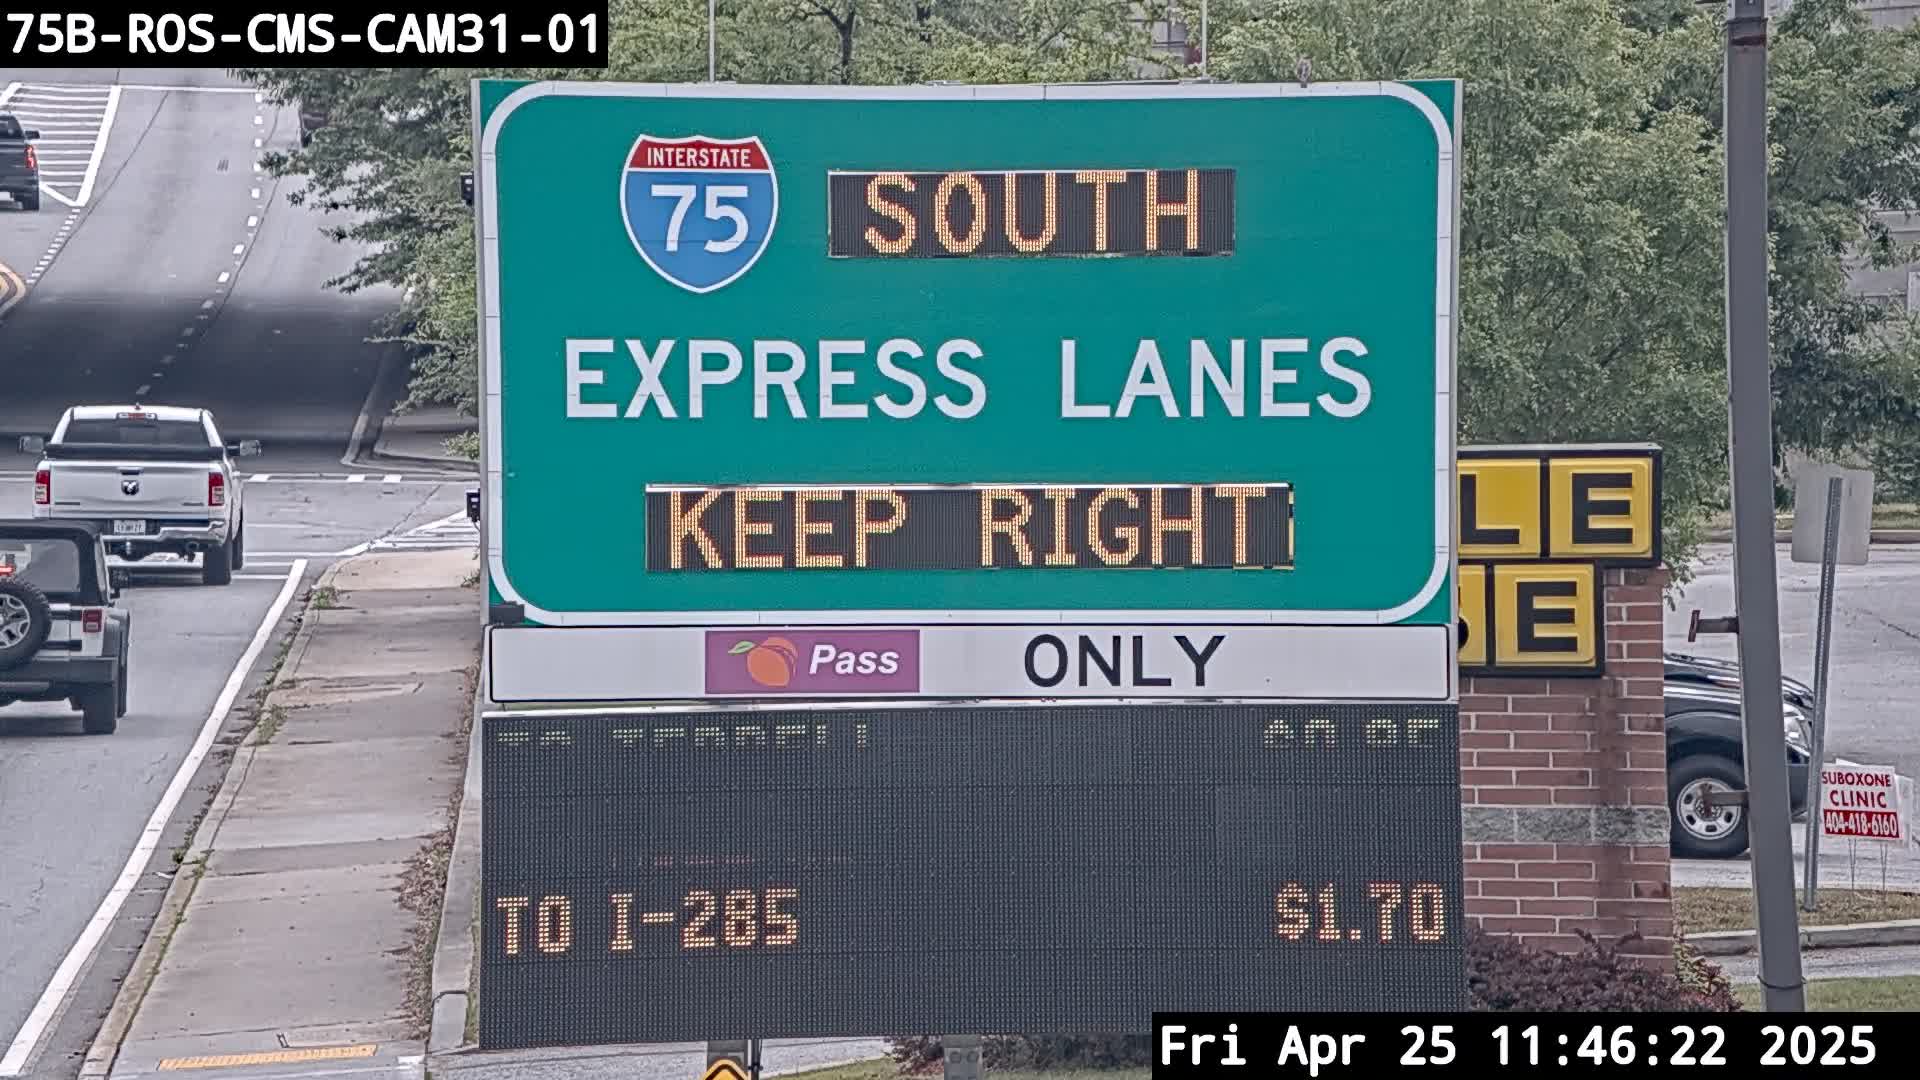 75B-ROS-CMS-CAM31-01
INTERSTATE
75
SOUTH
EXPRESS LANES
KEEP RIGHT
Pass ONLY
TO I-285 $1.70
LE
E
SUBOXONE
CLINIC
404-418-6160
Fri Apr 25 11:46:22 2025